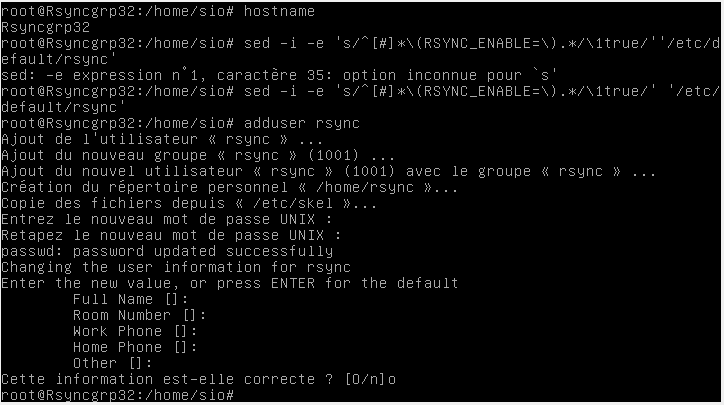 root@Rsyncgrp32:/home/sio# hostname
Rsyncgrp32
root@Rsyncgrp32:/home/sio# sed -i -e 's/^[#]*\(RSYNC_ENABLE=\).*/\1true/''/etc/d
efault/rsync'
sed: -e expression n°1, caractère 35: option inconnue pour `s'
root@Rsyncgrp32:/home/sio# sed -i -e 's/^[#]*\(RSYNC_ENABLE=\).*/\1true/' '/etc/
default/rsync'
root@Rsyncgrp32:/home/sio# adduser rsync
Ajout de l'utilisateur « rsync » ...
Ajout du nouveau groupe « rsync » (1001) ...
Ajout du nouvel utilisateur « rsync » (1001) avec le groupe « rsync » ...
Création du répertoire personnel « /home/rsync »...
Copie des fichiers depuis « /etc/skel »...
Entrez le nouveau mot de passe UNIX :
Retapez le nouveau mot de passe UNIX :
passwd: password updated successfully
Changing the user information for rsync
Enter the new value, or press ENTER for the default
        Full Name []:
        Room Number []:
        Work Phone []:
        Home Phone []:
        Other []:
Cette information est-elle correcte ? [O/n]o
root@Rsyncgrp32:/home/sio#